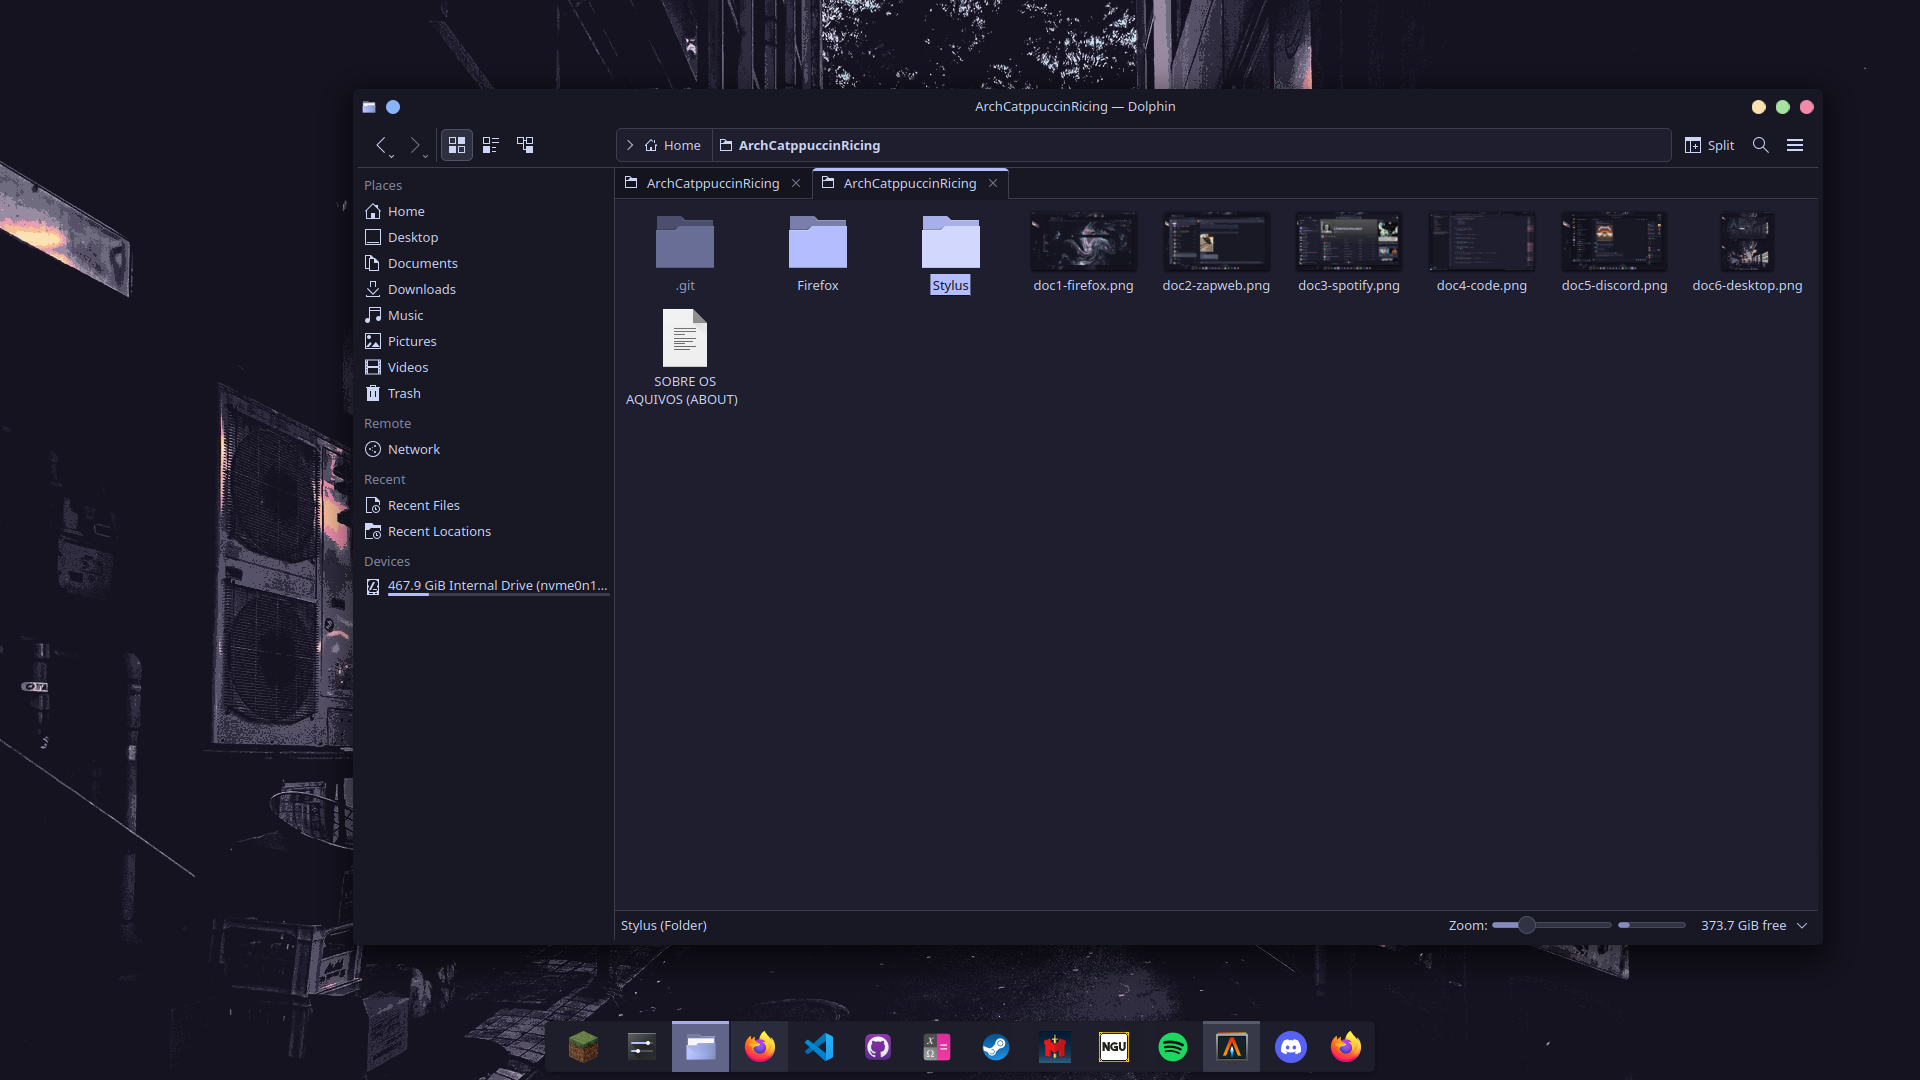 ArchCatppuccinRicing — Dolphin
Home
ArchCatppuccinRicing
Split
ArchCatppuccinRicing
ArchCatppuccinRicing
Places
Home
Desktop
Documents
Downloads
Music
Pictures
Videos
Trash
Remote
Network
Recent
Recent Files
Recent Locations
Devices
467.9 GiB Internal Drive (nvme0n1...
.git
Firefox
Stylus
doc1-firefox.png
doc2-zapweb.png
doc3-spotify.png
doc4-code.png
doc5-discord.png
doc6-desktop.png
SOBRE OS
AQUIVOS (ABOUT)
Stylus (Folder)
Zoom:
373.7 GiB free
X
Ω
NGU